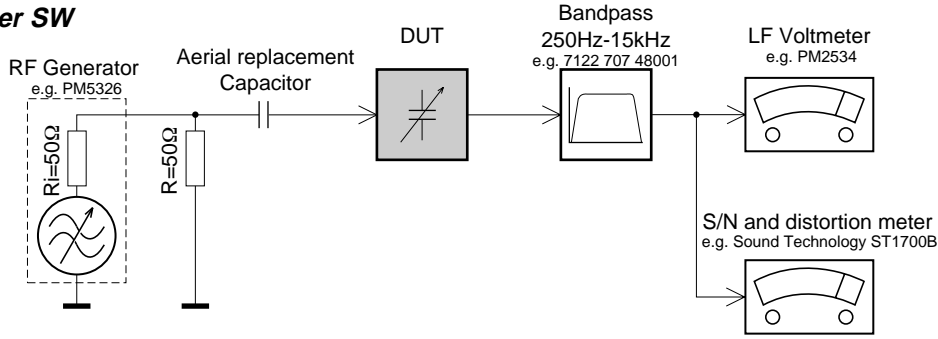 er SW
RF Generator
e.g. PM5326
Ri=50Ω
R=50Ω
Aerial replacement
Capacitor
DUT
Bandpass
250Hz-15kHz
e.g. 7122 707 48001
LF Voltmeter
e.g. PM2534
S/N and distortion meter
e.g. Sound Technology ST1700B